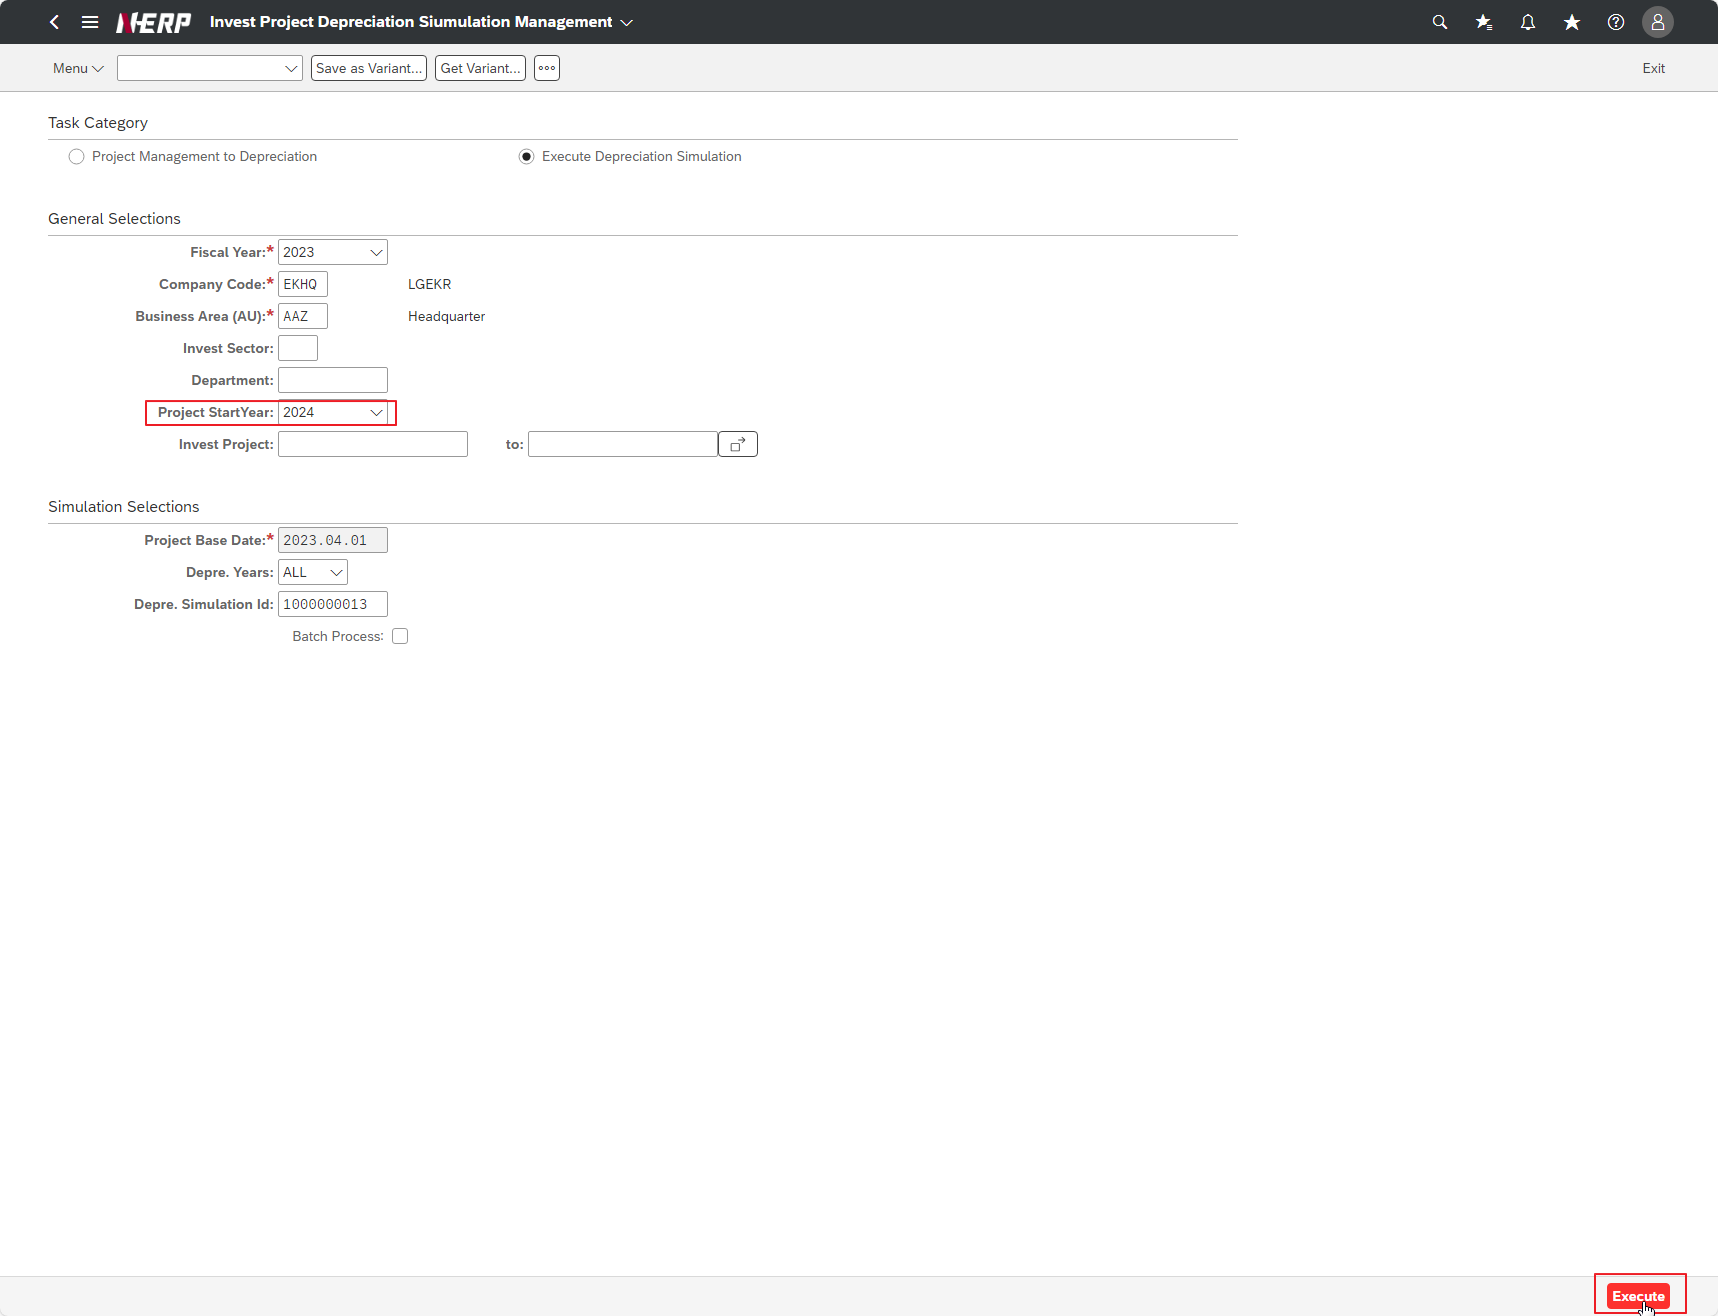 NERP Invest Project Depreciation Siumulation Management
Menu Save as Variant... Get Variant... Exit
Task Category
Project Management to Depreciation Execute Depreciation Simulation
General Selections
Fiscal Year:* 2023
Company Code:* EKHQ LGEKR
Business Area (AU):* AAZ Headquarter
Invest Sector:
Department:
Project StartYear: 2024
Invest Project: to:
Simulation Selections
Project Base Date:* 2023.04.01
Depre. Years: ALL
Depre. Simulation Id: 1000000013
Batch Process:
Execute